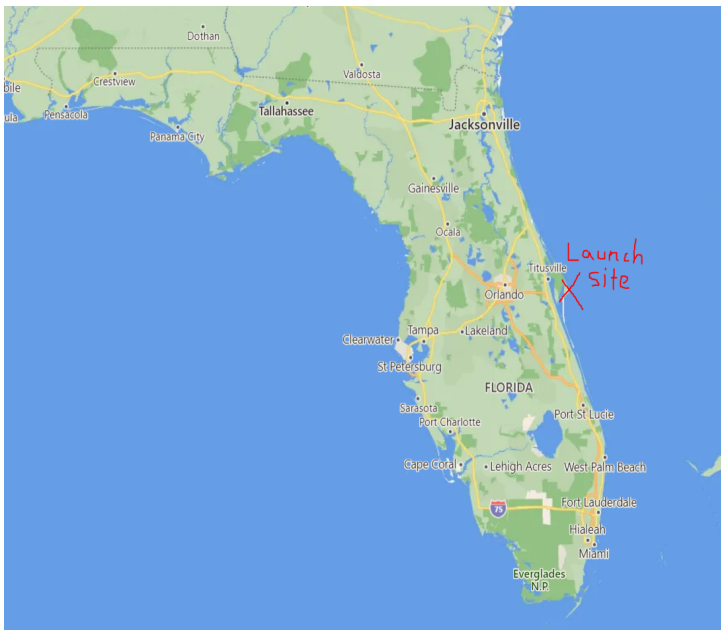 Dothan
Crestview
Valdosta
bile
Pensacola
ula
Tallahassee
Panama City
Jacksonville
Gainesville
Ocala
Launch
site
Titusville
Orlando
Clearwater
Tampa
Lakeland
St Petersburg
FLORIDA
Sarasota
Port Charlotte
Port St Lucie
Cape Coral
Lehigh Acres
West Palm Beach
75
Fort Lauderdale
Hialeah
Miami
Everglades
N.P.